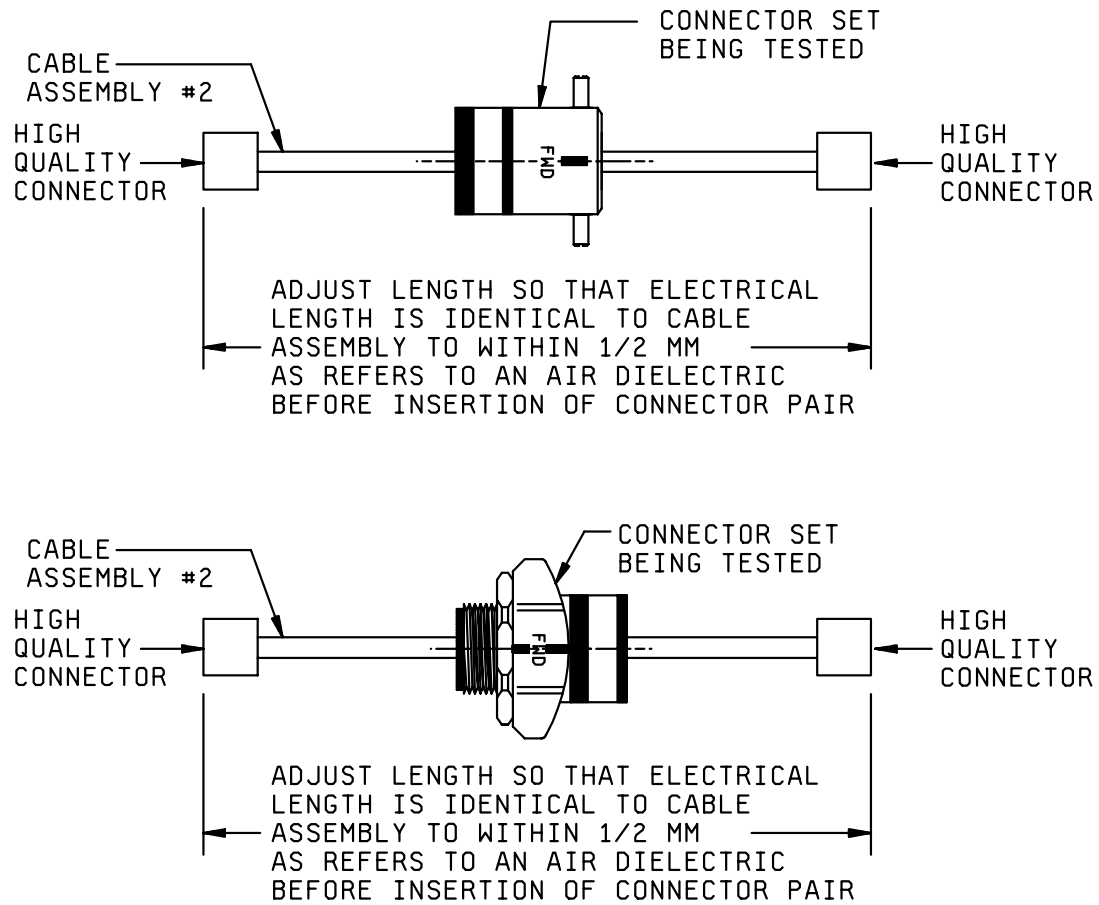 CONNECTOR SET
BEING TESTED
CABLE
ASSEMBLY #2
HIGH
QUALITY
CONNECTOR
FWD
HIGH
QUALITY
CONNECTOR
ADJUST LENGTH SO THAT ELECTRICAL
LENGTH IS IDENTICAL TO CABLE
ASSEMBLY TO WITHIN 1/2 MM
AS REFERS TO AN AIR DIELECTRIC
BEFORE INSERTION OF CONNECTOR PAIR
CONNECTOR SET
BEING TESTED
CABLE
ASSEMBLY #2
HIGH
QUALITY
CONNECTOR
FWD
HIGH
QUALITY
CONNECTOR
ADJUST LENGTH SO THAT ELECTRICAL
LENGTH IS IDENTICAL TO CABLE
ASSEMBLY TO WITHIN 1/2 MM
AS REFERS TO AN AIR DIELECTRIC
BEFORE INSERTION OF CONNECTOR PAIR